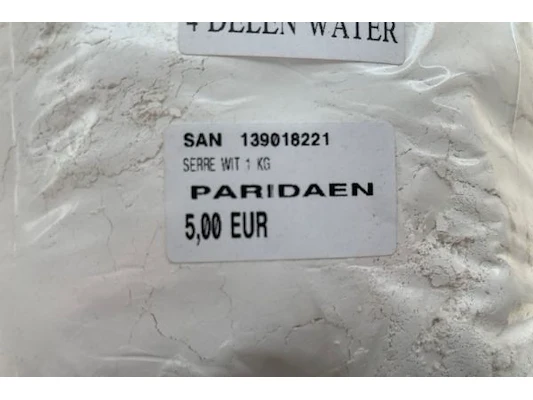 4 DELEN WATER
SAN 139018221
SERRE WIT 1 KG
PARIDAEN
5,00 EUR